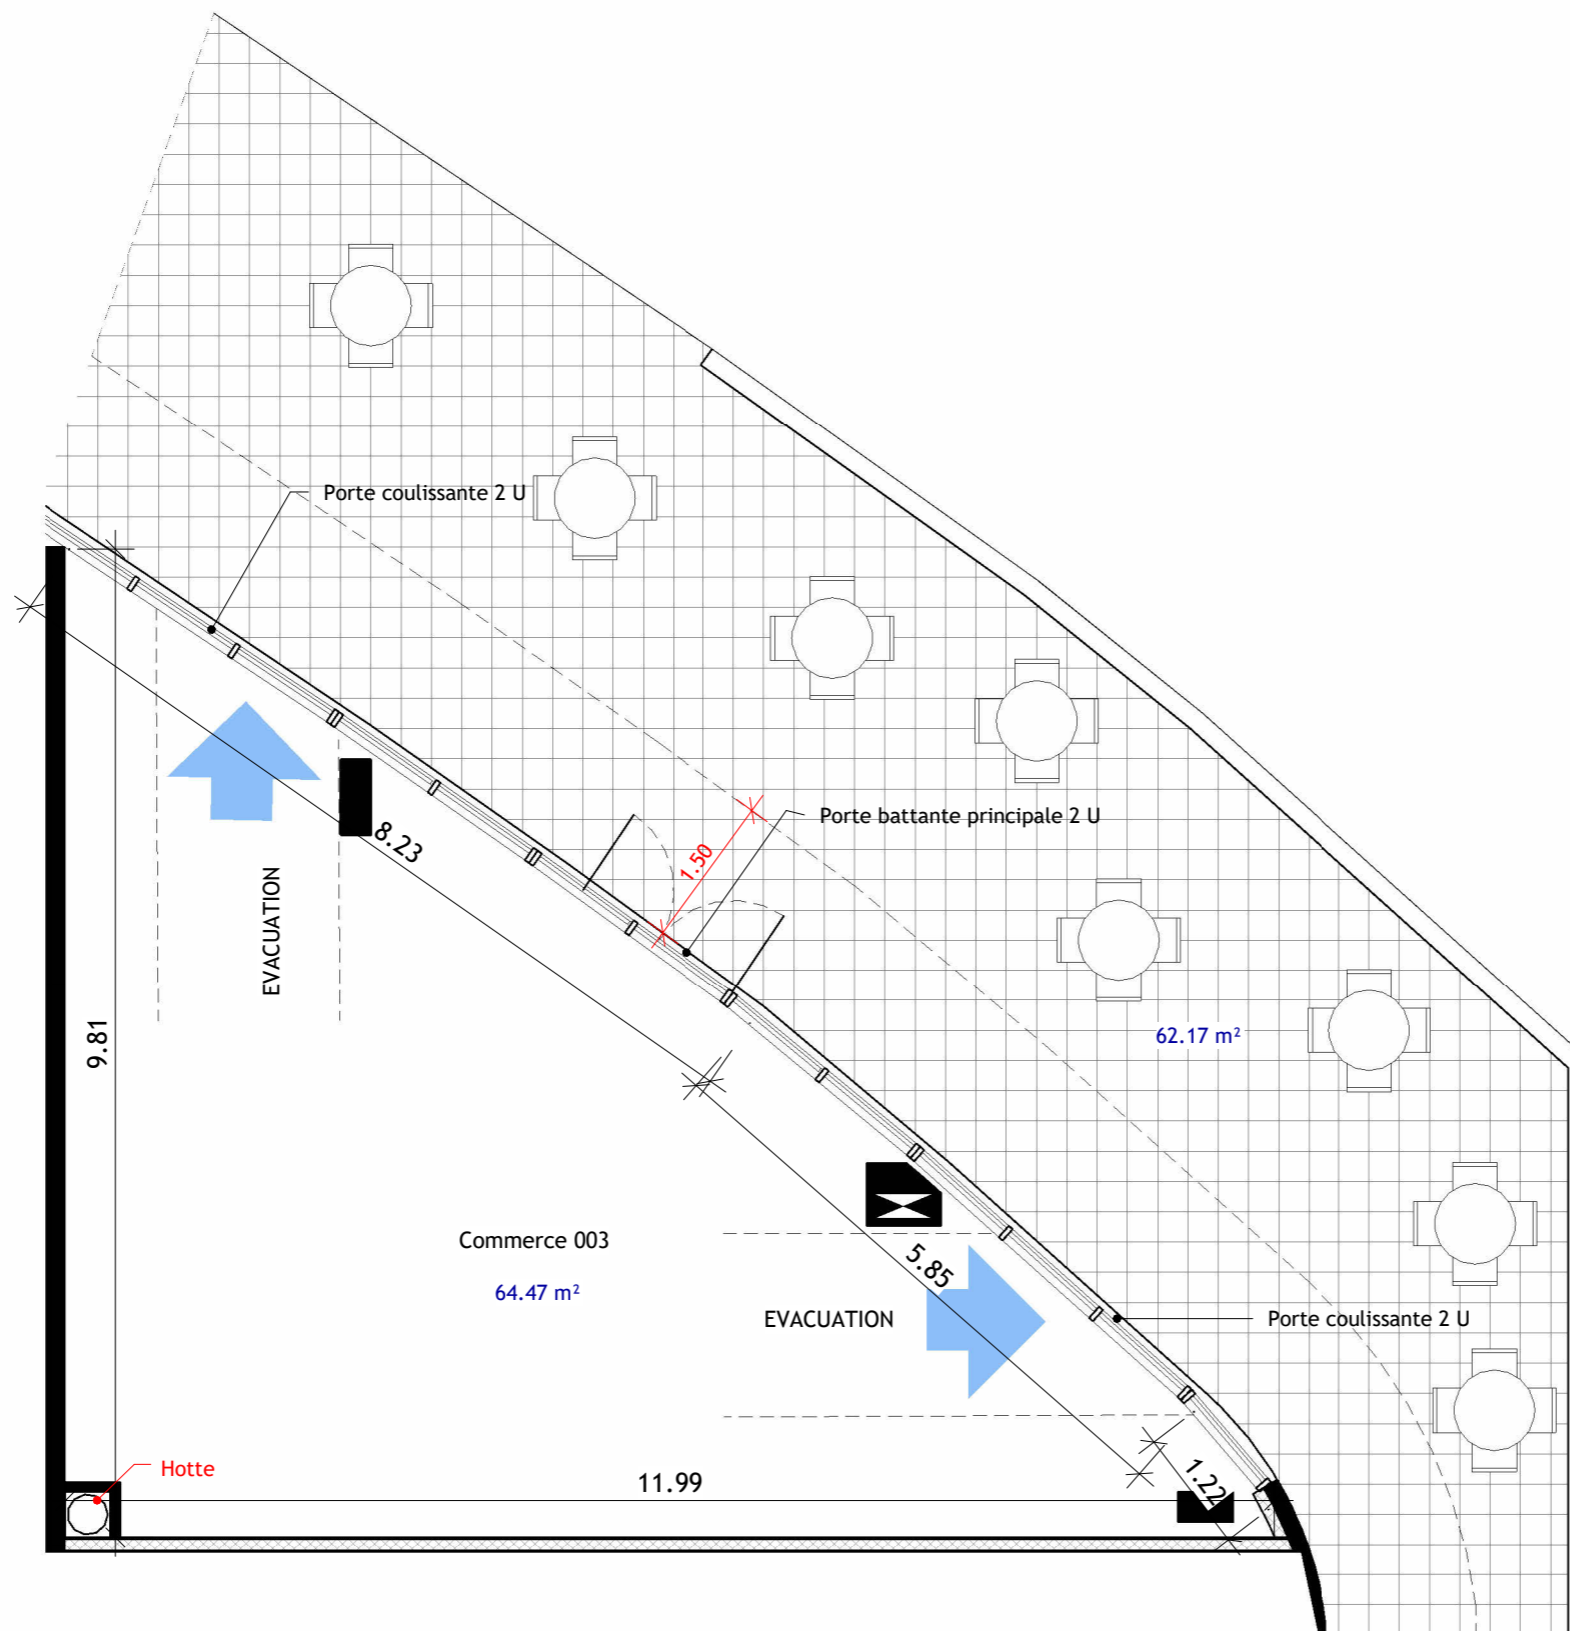 Porte coulissante 2 U
Porte battante principale 2 U
8.23
1.50
EVACUATION
9.81
62.17 m²
Commerce 003
64.47 m²
5.85
EVACUATION
Porte coulissante 2 U
Hotte
11.99
1.22